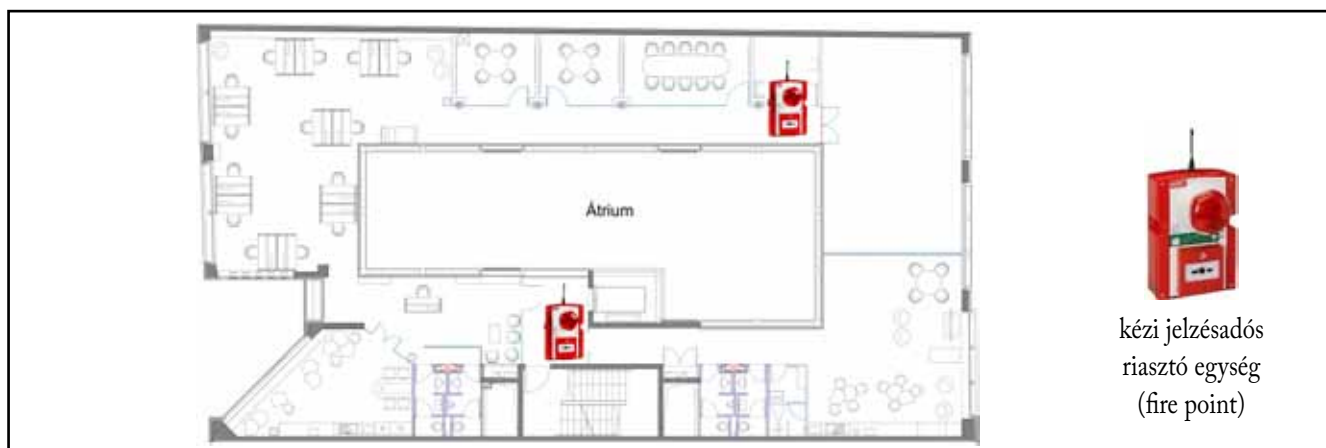 Átrium
kézi jelzésadós
riasztó egység
(fire point)